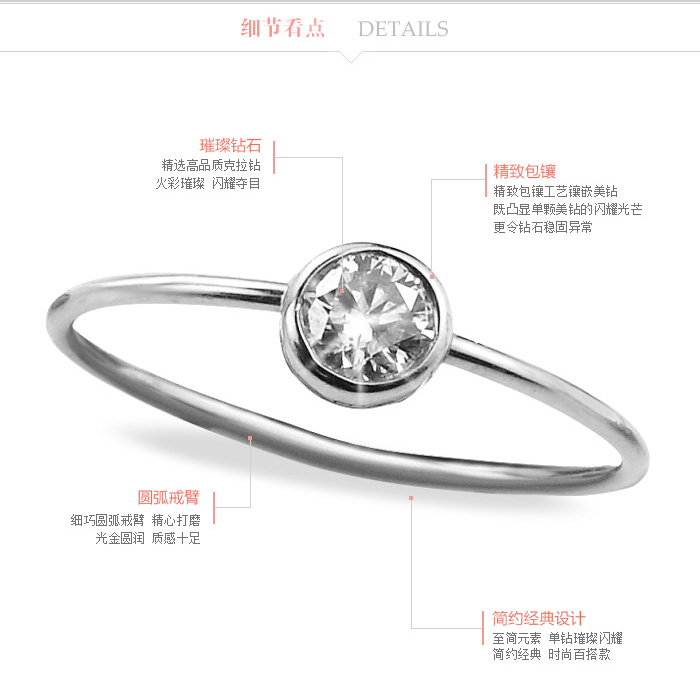 细节看点 DETAILS
璀璨钻石
精选高品质克拉钻
火彩璀璨 闪耀夺目
精致包镶
精致包镶工艺镶嵌美钻
既凸显单颗美钻的闪耀光芒
更令钻石稳固异常
圆弧戒臂
细巧圆弧戒臂 精心打磨
光金圆润 质感十足
简约经典设计
至简元素 单钻璀璨闪耀
简约经典 时尚百搭款